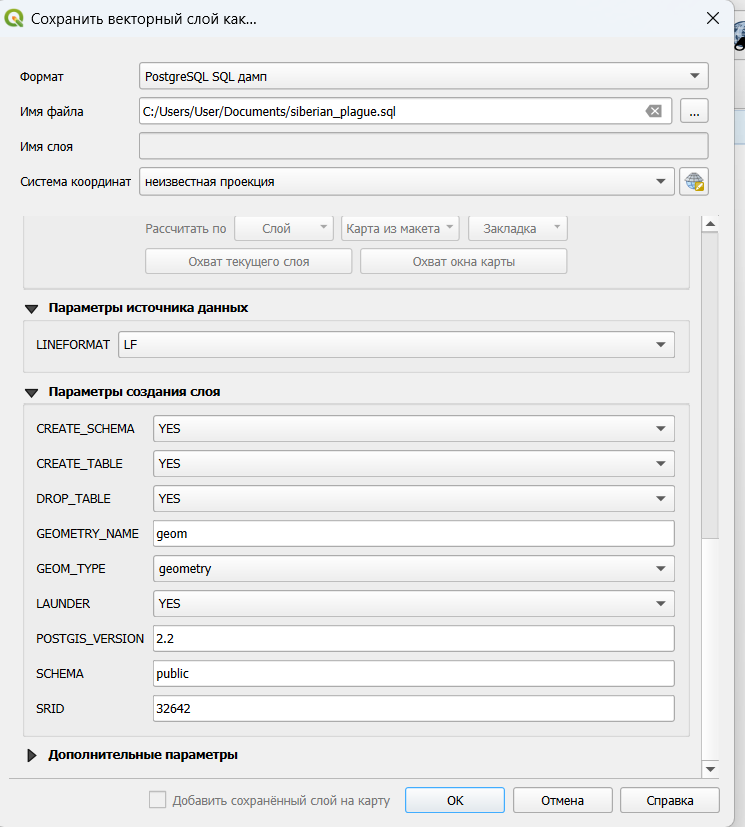 Сохранить векторный слой как...
Формат PostgreSQL SQL дамп
Имя файла C:/Users/User/Documents/siberian_plague.sql ...
Имя слоя
Система координат неизвестная проекция
Рассчитать по Слой Карта из макета Закладка
Охват текущего слоя Охват окна карты
Параметры источника данных
LINEFORMAT LF
Параметры создания слоя
CREATE_SCHEMA YES
CREATE_TABLE YES
DROP_TABLE YES
GEOMETRY_NAME geom
GEOM_TYPE geometry
LAUNDER YES
POSTGIS_VERSION 2.2
SCHEMA public
SRID 32642
Дополнительные параметры
Добавить сохранённый слой на карту OK Отмена Справка